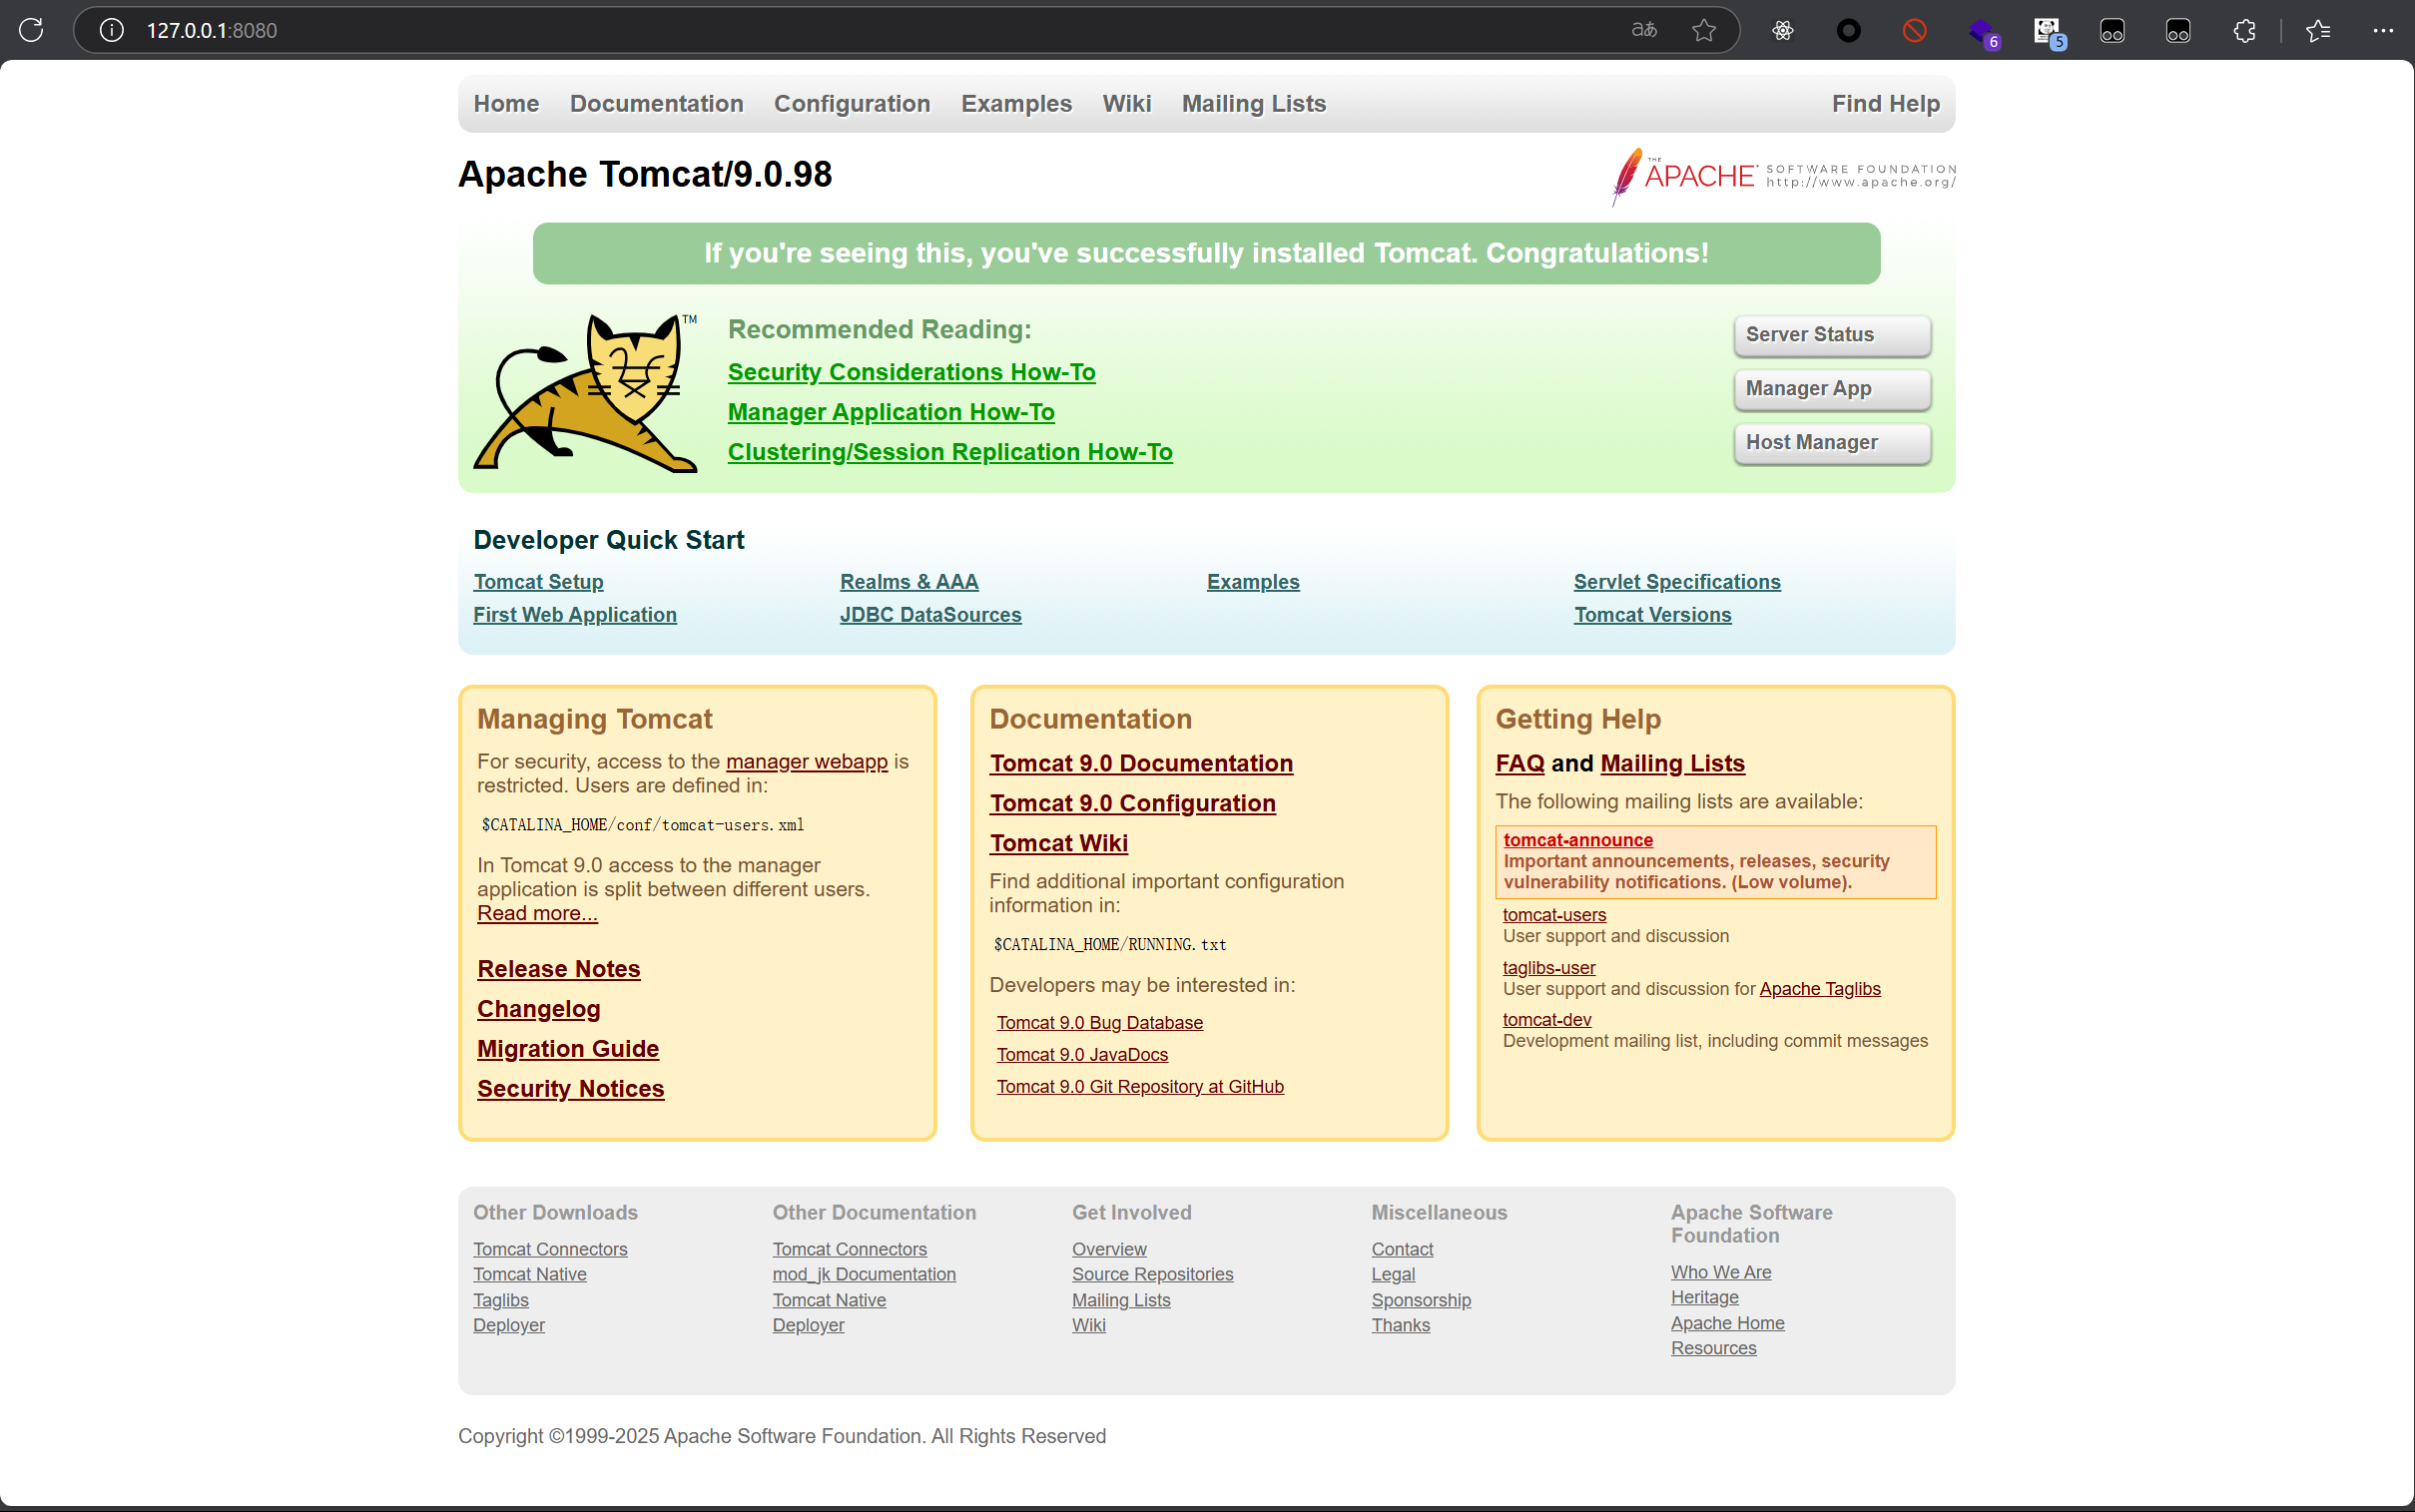 127.0.0.1:8080
aあ
6
5
Home Documentation Configuration Examples Wiki Mailing Lists Find Help
Apache Tomcat/9.0.98
THE APACHE® SOFTWARE FOUNDATION
http://www.apache.org/
If you're seeing this, you've successfully installed Tomcat. Congratulations!
TM
Recommended Reading:
Security Considerations How-To
Manager Application How-To
Clustering/Session Replication How-To
Server Status
Manager App
Host Manager
Developer Quick Start
Tomcat Setup
First Web Application
Realms & AAA
JDBC DataSources
Examples
Servlet Specifications
Tomcat Versions
Managing Tomcat
For security, access to the manager webapp is
restricted. Users are defined in:
$CATALINA_HOME/conf/tomcat-users.xml
In Tomcat 9.0 access to the manager
application is split between different users.
Read more...
Release Notes
Changelog
Migration Guide
Security Notices
Documentation
Tomcat 9.0 Documentation
Tomcat 9.0 Configuration
Tomcat Wiki
Find additional important configuration
information in:
$CATALINA_HOME/RUNNING.txt
Developers may be interested in:
Tomcat 9.0 Bug Database
Tomcat 9.0 JavaDocs
Tomcat 9.0 Git Repository at GitHub
Getting Help
FAQ and Mailing Lists
The following mailing lists are available:
tomcat-announce
Important announcements, releases, security
vulnerability notifications. (Low volume).
tomcat-users
User support and discussion
taglibs-user
User support and discussion for Apache Taglibs
tomcat-dev
Development mailing list, including commit messages
Other Downloads
Tomcat Connectors
Tomcat Native
Taglibs
Deployer
Other Documentation
Tomcat Connectors
mod_jk Documentation
Tomcat Native
Deployer
Get Involved
Overview
Source Repositories
Mailing Lists
Wiki
Miscellaneous
Contact
Legal
Sponsorship
Thanks
Apache Software
Foundation
Who We Are
Heritage
Apache Home
Resources
Copyright ©1999-2025 Apache Software Foundation. All Rights Reserved